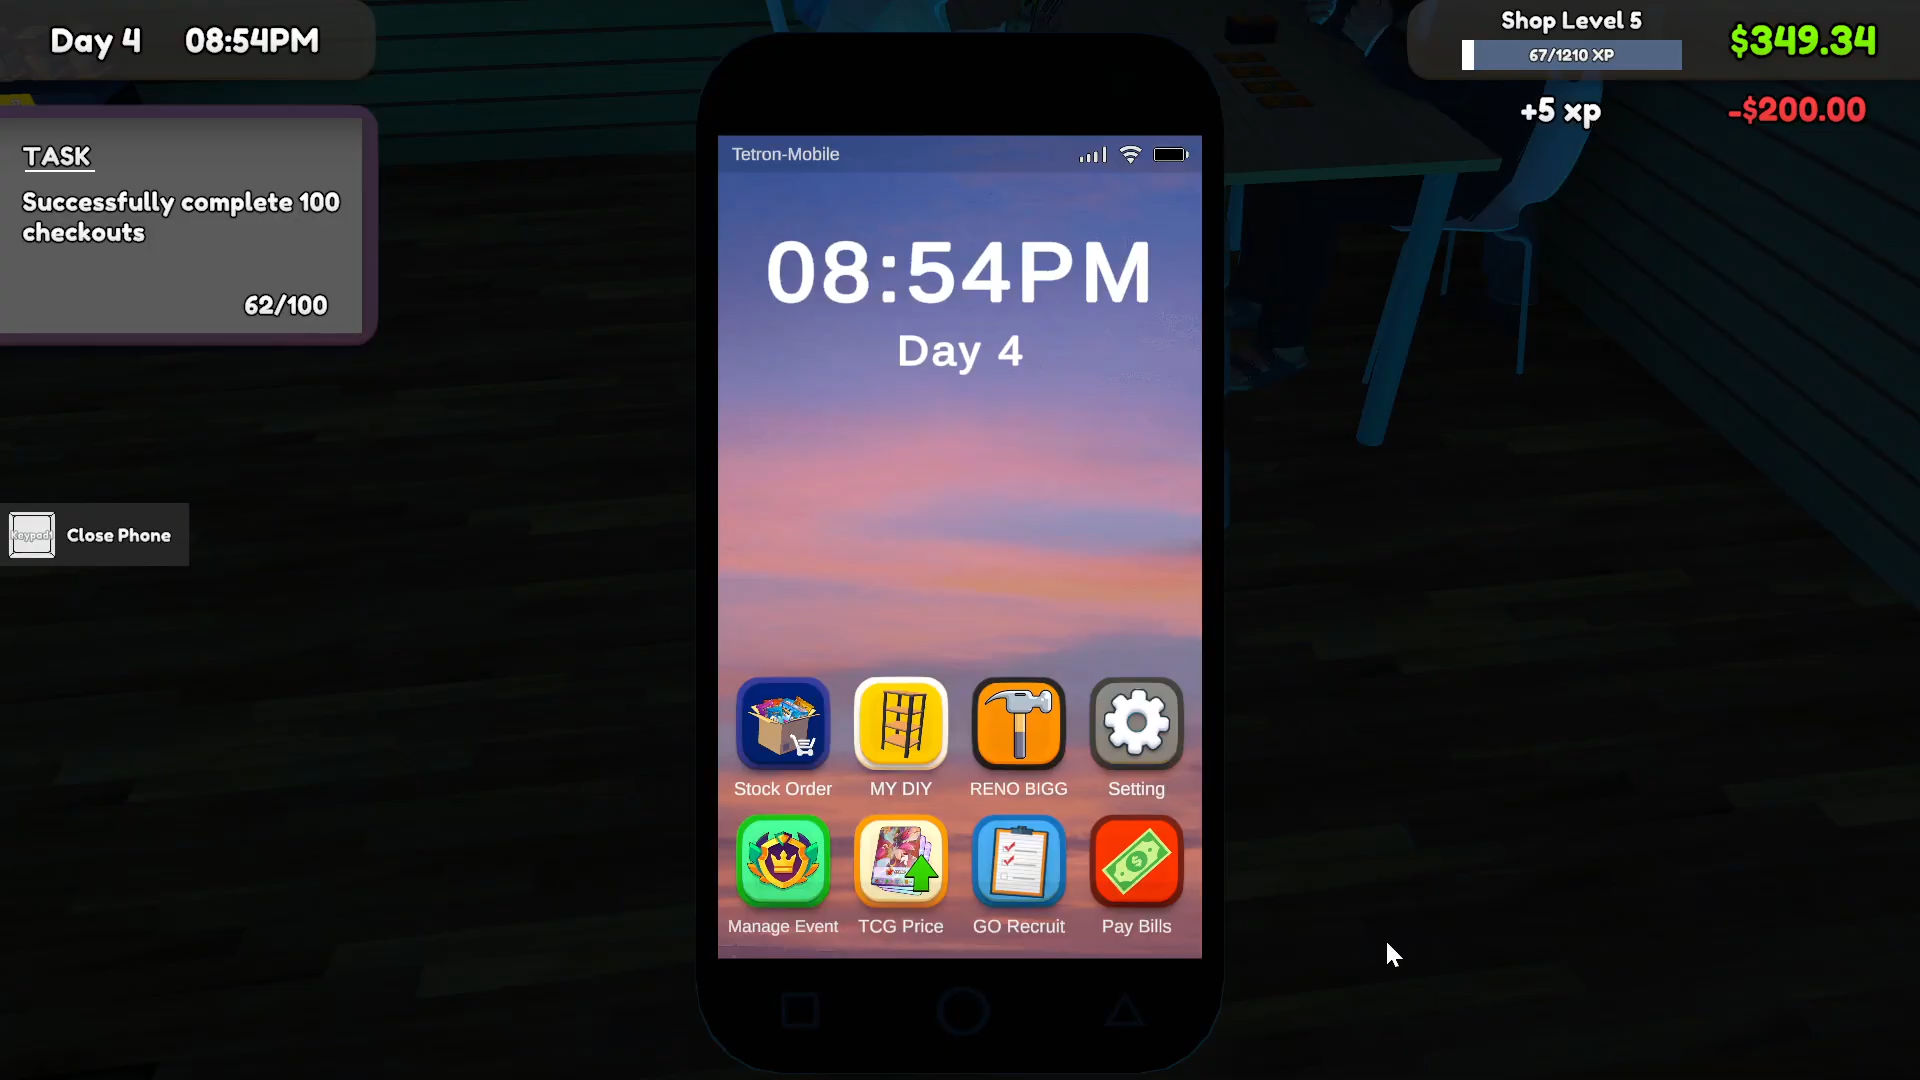 Day 4 08:54PM
Shop Level 5
67/1210 XP
$349.34
+5 xp
-$200.00
TASK
Successfully complete 100
checkouts
62/100
Close Phone
Tetron-Mobile
08:54PM
Day 4
Stock Order MY DIY RENO BIGG Setting
Manage Event TCG Price GO Recruit Pay Bills